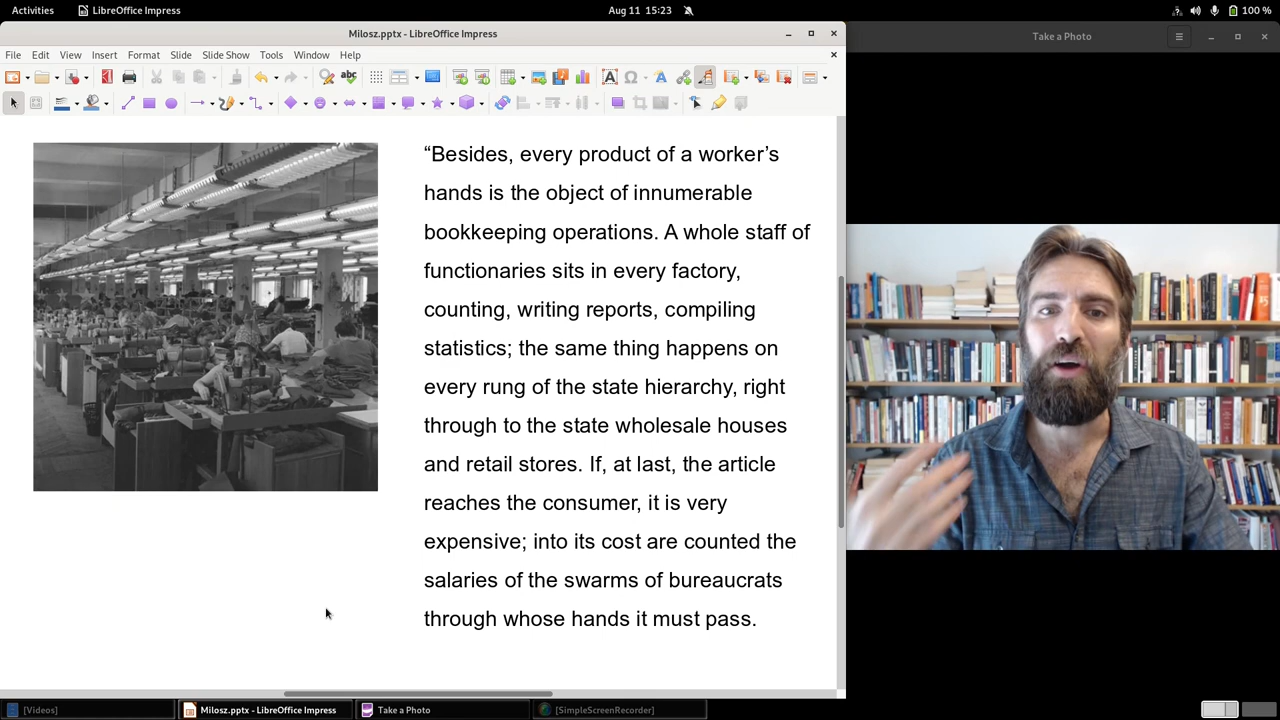 Activities
LibreOffice Impress
Aug 11 15:23
100 %
Milosz.pptx - LibreOffice Impress
Take a Photo
File Edit View Insert Format Slide Slide Show Tools Window Help
“Besides, every product of a worker’s
hands is the object of innumerable
bookkeeping operations. A whole staff of
functionaries sits in every factory,
counting, writing reports, compiling
statistics; the same thing happens on
every rung of the state hierarchy, right
through to the state wholesale houses
and retail stores. If, at last, the article
reaches the consumer, it is very
expensive; into its cost are counted the
salaries of the swarms of bureaucrats
through whose hands it must pass.
[Videos]
Milosz.pptx - LibreOffice Impress
Take a Photo
[SimpleScreenRecorder]